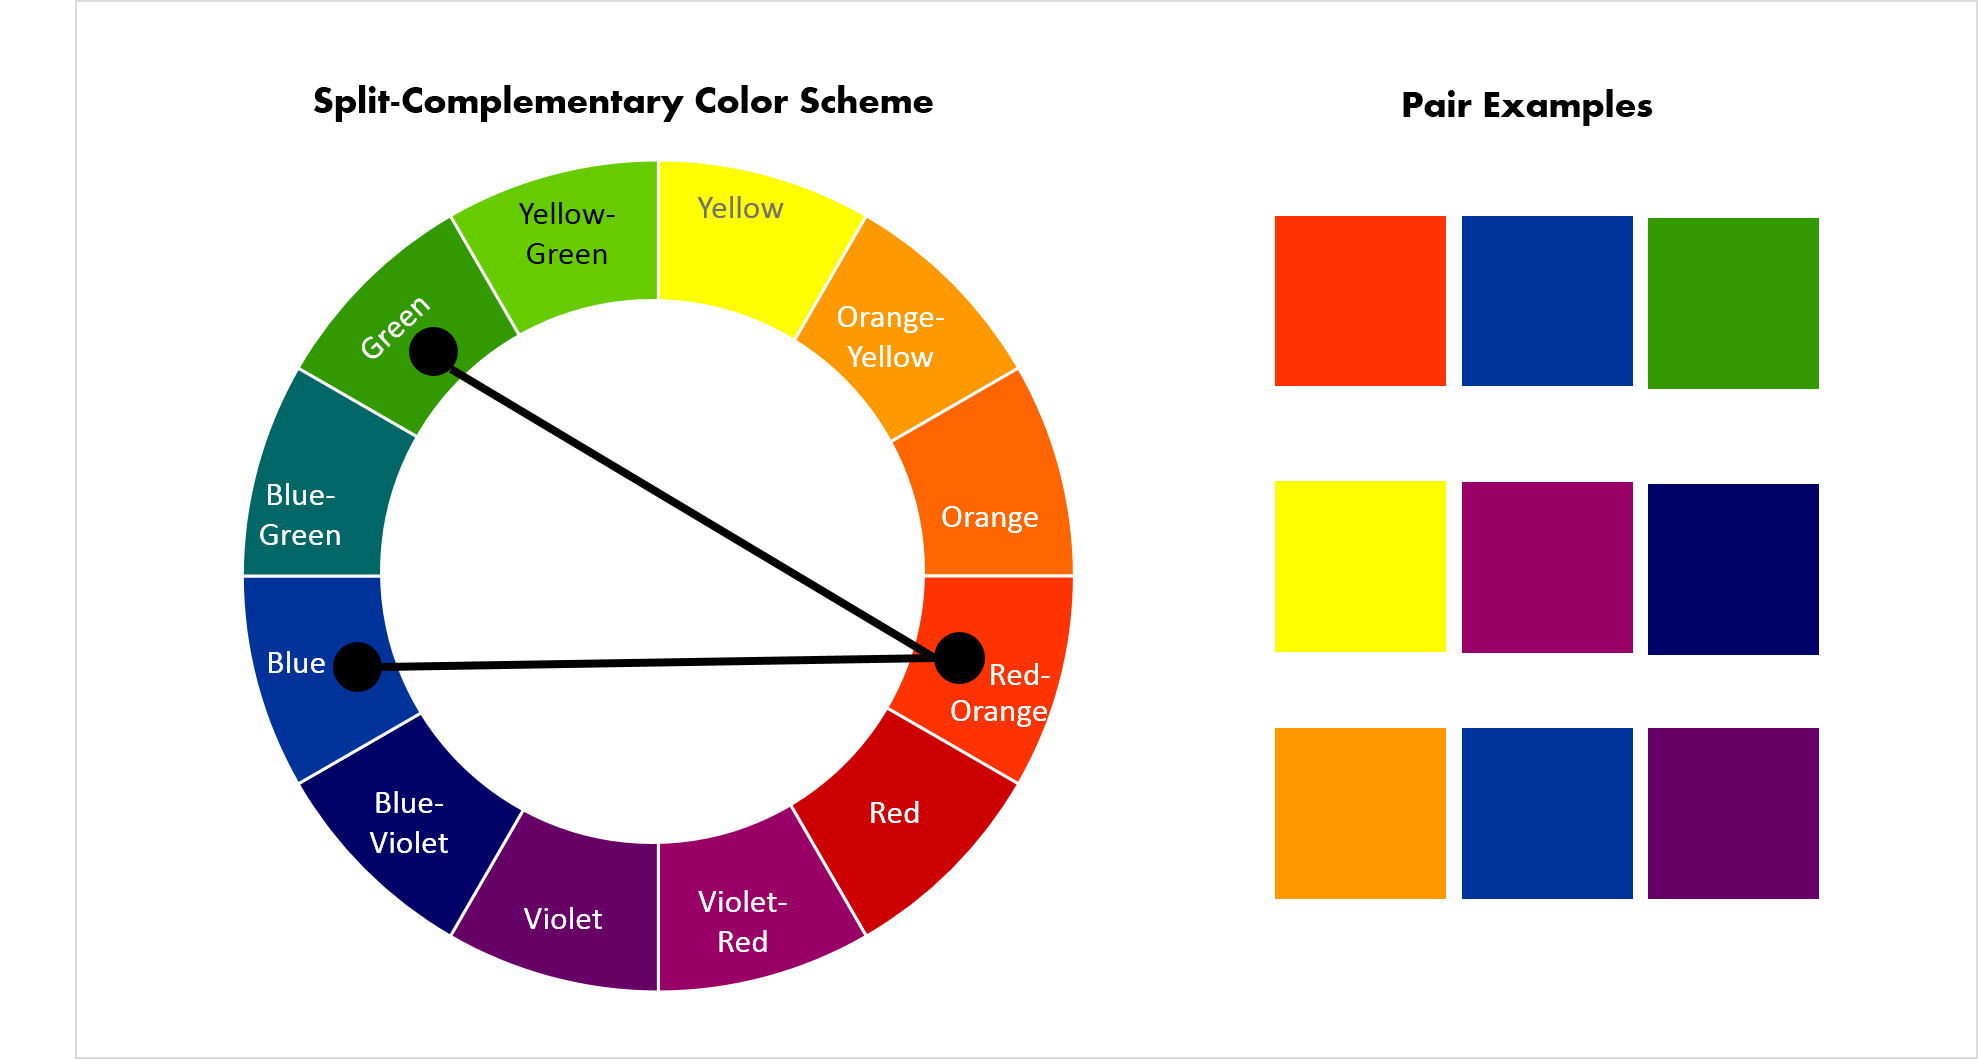 Split-Complementary Color Scheme
Pair Examples
Yellow-
Green
Yellow
Orange-
Yellow
Green
Orange
Blue-
Green
Blue
Red-
Orange
Blue-
Violet
Red
Violet
Violet-
Red